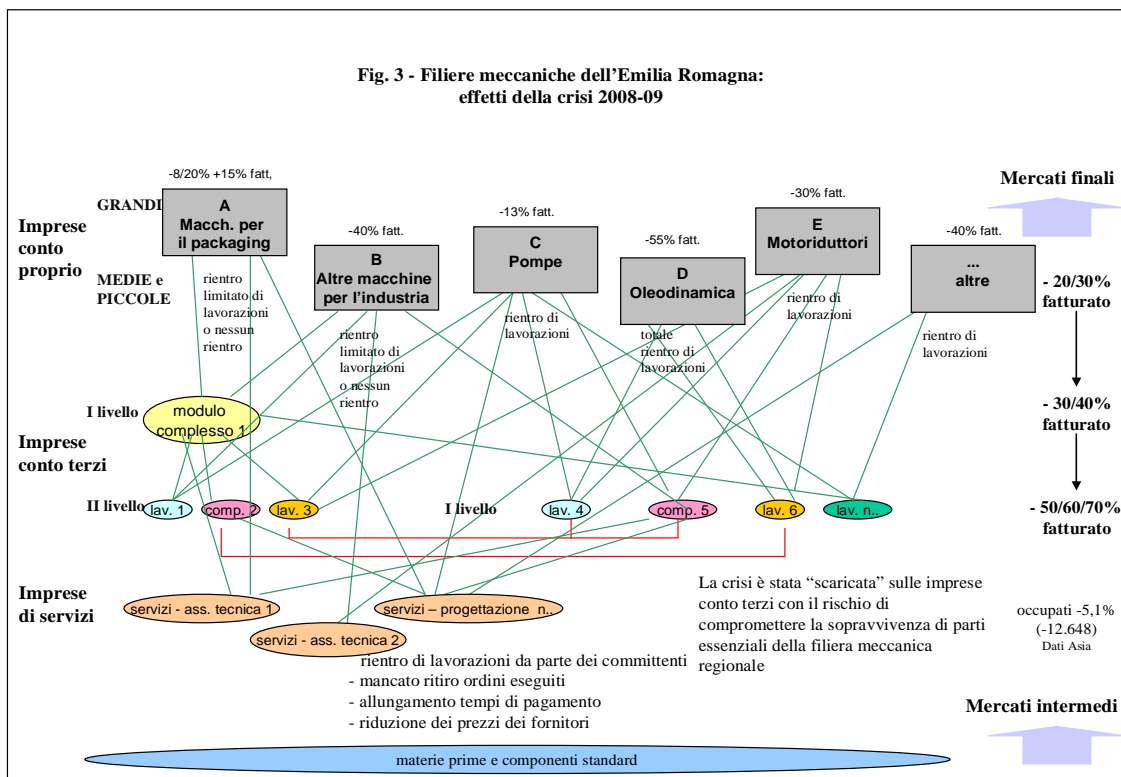 Fig. 3 - Filiere meccaniche dell'Emilia Romagna:
effetti della crisi 2008-09
-8/20% +15% fatt,
GRANDI
A
Macch. per
il packaging
-40% fatt.
B
Altre macchine
per l'industria
-13% fatt.
C
Pompe
-55% fatt.
D
Oleodinamica
-30% fatt.
E
Motoriduttori
-40% fatt.
...
altre
Mercati finali
Imprese
conto
proprio
MEDIE e
PICCOLE
rientro
limitato di
lavorazioni
o nessun
rientro
rientro
limitato di
lavorazioni
o nessun
rientro
rientro di
lavorazioni
totale
rientro di
lavorazioni
rientro di
lavorazioni
rientro di
lavorazioni
- 20/30%
fatturato
I livello
modulo
complesso 1
- 30/40%
fatturato
Imprese
conto terzi
II livello
lav. 1
comp. 2
lav. 3
I livello
lav. 4
comp. 5
lav. 6
lav. n..
- 50/60/70%
fatturato
Imprese
di servizi
servizi - ass. tecnica 1
servizi – progettazione n..
servizi - ass. tecnica 2
La crisi è stata “scaricata” sulle imprese
conto terzi con il rischio di
compromettere la sopravvivenza di parti
essenziali della filiera meccanica
regionale
occupati -5,1%
(-12.648)
Dati Asia
rientro di lavorazioni da parte dei committenti
- mancato ritiro ordini eseguiti
- allungamento tempi di pagamento
- riduzione dei prezzi dei fornitori
Mercati intermedi
materie prime e componenti standard